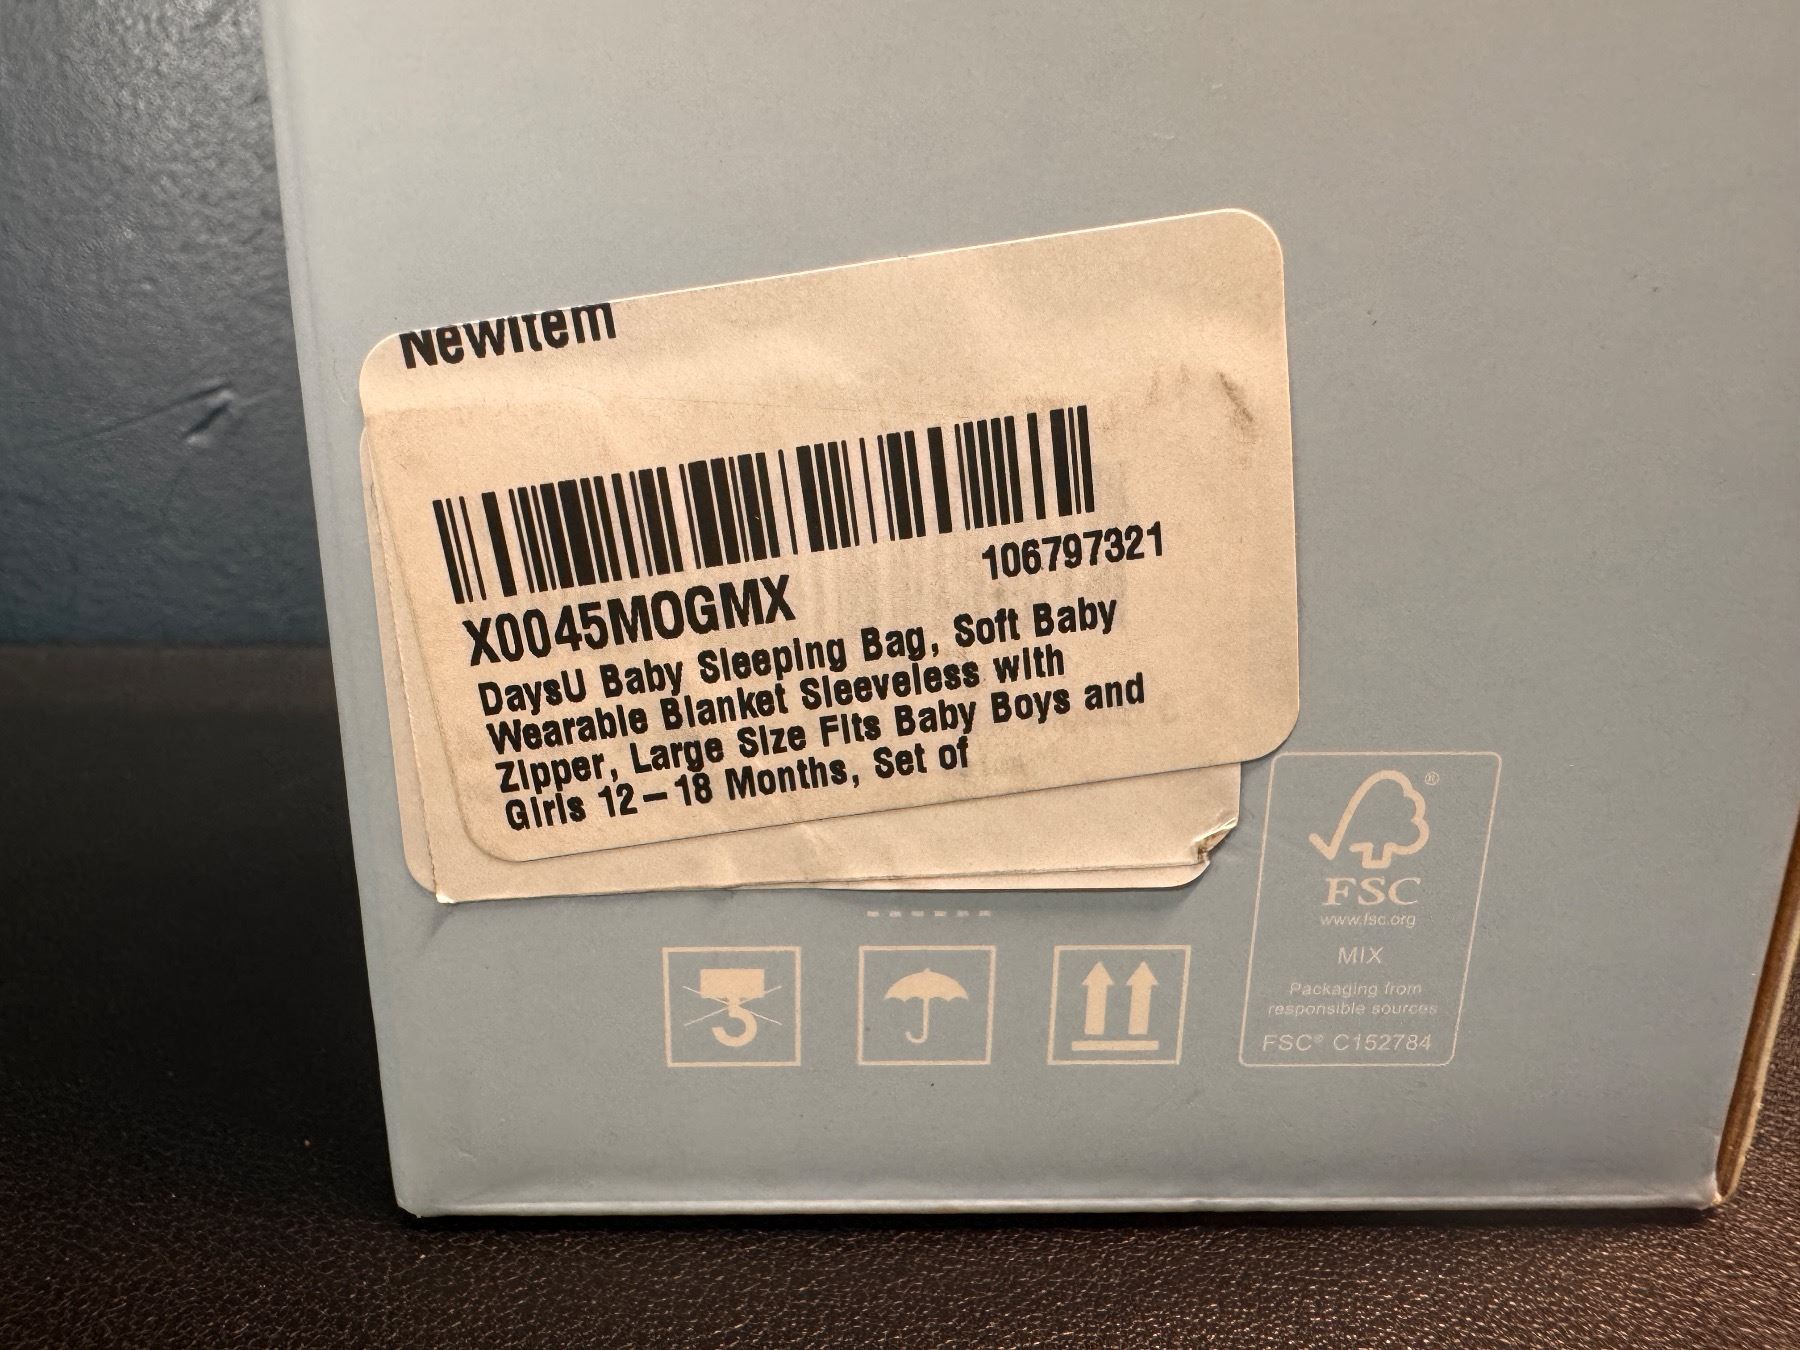 NewItem
106797321
X0045MOGMX
DaysU Baby Sleeping Bag, Soft Baby
Wearable Blanket Sleeveless with
Zipper, Large Size Fits Baby Boys and
Girls 12-18 Months, Set of
®
FSC
www.fsc.org
MIX
Packaging from
responsible sources
FSC® C152784